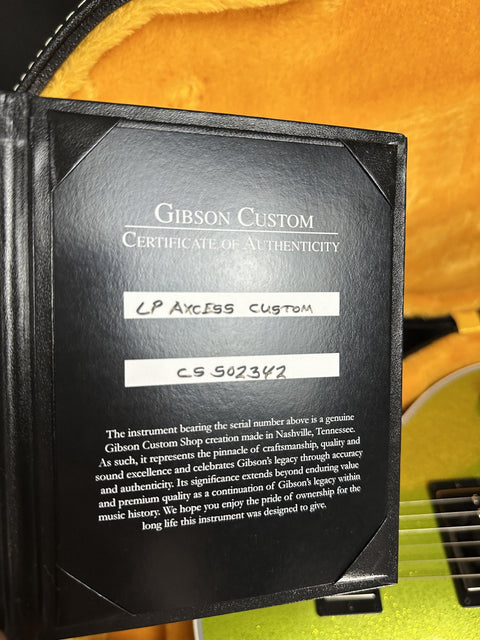 GIBSON CUSTOM
CERTIFICATE OF AUTHENTICITY
LP AXCESS CUSTOM
CS 502342
The instrument bearing the serial number above is a genuine
Gibson Custom Shop creation made in Nashville, Tennessee.
As such, it represents the pinnacle of craftsmanship, quality and
sound excellence and celebrates Gibson's legacy through accuracy
and authenticity. Its significance extends beyond enduring value
and premium quality as a continuation of Gibson's legacy within
music history. We hope you enjoy the pride of ownership for the
long life this instrument was designed to give.